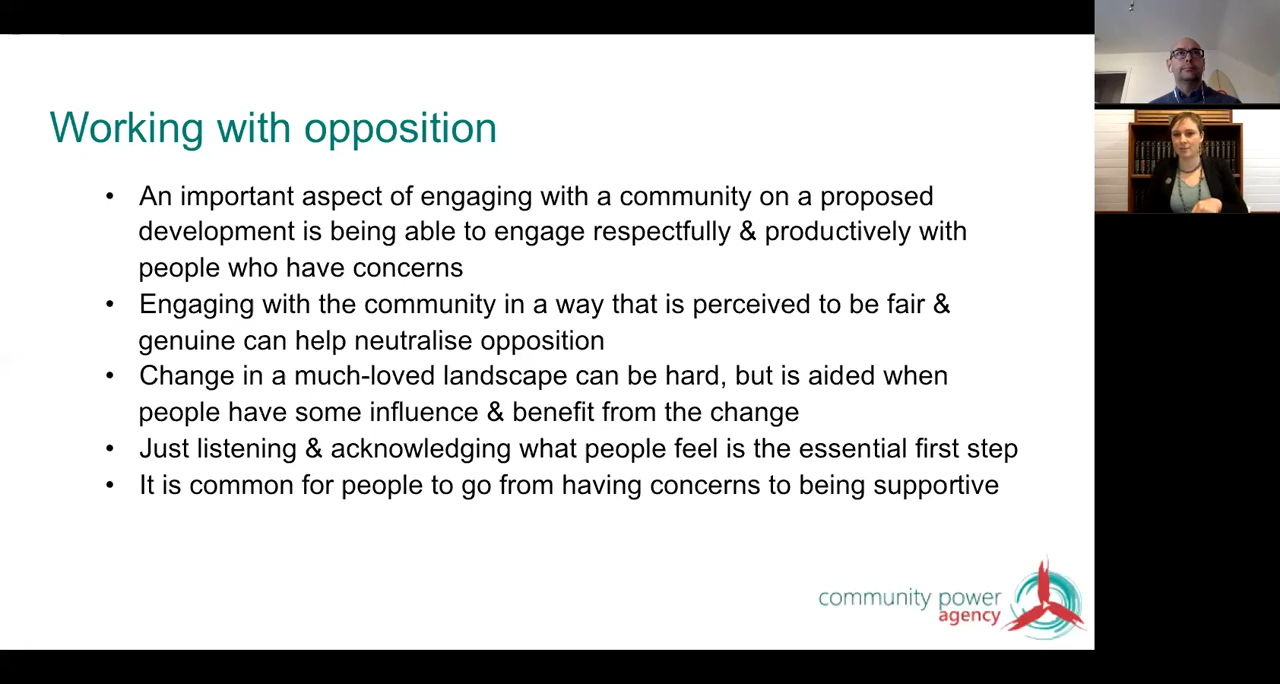 Working with opposition
• An important aspect of engaging with a community on a proposed
development is being able to engage respectfully & productively with
people who have concerns
• Engaging with the community in a way that is perceived to be fair &
genuine can help neutralise opposition
• Change in a much-loved landscape can be hard, but is aided when
people have some influence & benefit from the change
• Just listening & acknowledging what people feel is the essential first step
• It is common for people to go from having concerns to being supportive
community power
agency